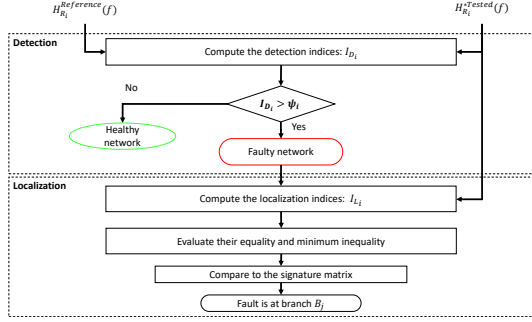 H_{R_i}^{Reference}(f)
H_{R_i}^{*Tested}(f)
Detection
Compute the detection indices: I_{D_i}
No
I_{D_i} > ψ_i
Yes
Healthy
network
Faulty network
Localization
Compute the localization indices: I_{L_i}
Evaluate their equality and minimum inequality
Compare to the signature matrix
Fault is at branch B_j